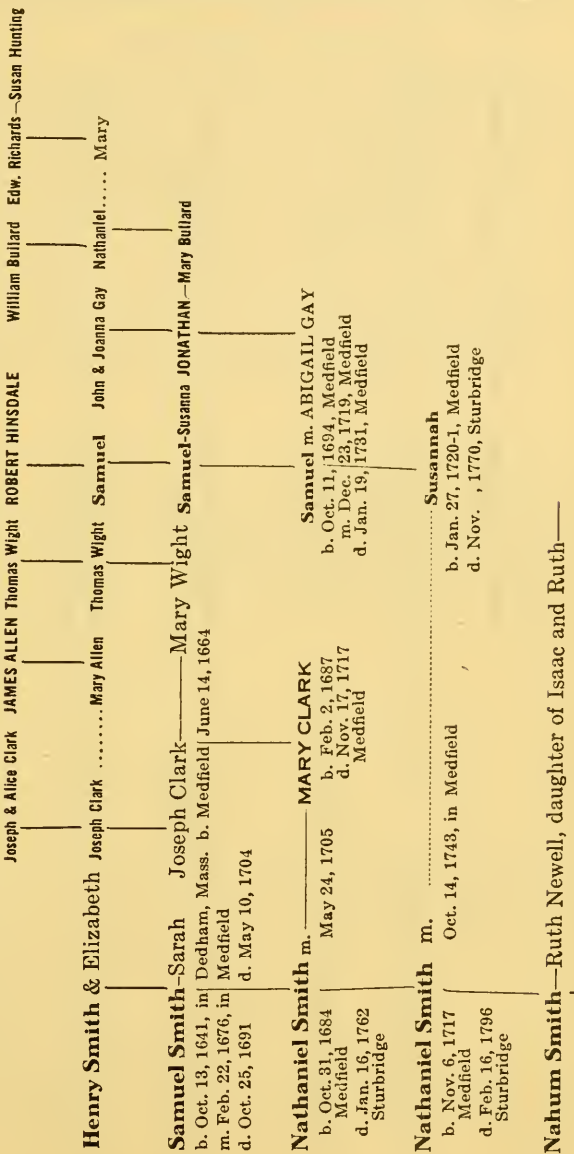 Joseph & Alice Clark JAMES ALLEN Thomas Wight ROBERT HINSDALE William Bullard Edw. Richards—Susan Hunting
Henry Smith & Elizabeth Joseph Clark ........ Mary Allen Thomas Wight Samuel John & Joanna Gay Nathaniel..... Mary
Samuel Smith—Sarah Joseph Clark——Mary Wight Samuel-Susanna JONATHAN—Mary Bullard
b. Oct. 13, 1641, in Dedham, Mass. b. Medfield June 14, 1664
m. Feb. 22, 1676, in Medfield
d. Oct. 25, 1691 d. May 10, 1704
Nathaniel Smith m. ——— MARY CLARK Samuel m. ABIGAIL GAY
b. Oct. 31, 1684 May 24, 1705 b. Feb. 2, 1687 b. Oct. 11, 1694, Medfield
Medfield d. Nov. 17, 1717 m. Dec. 23, 1719, Medfield
d. Jan. 16, 1762 Medfield d. Jan. 19, 1731, Medfield
Sturbridge
Nathaniel Smith m. ........ Susannah
b. Nov. 6, 1717 Oct. 14, 1743, in Medfield b. Jan. 27, 1720-1, Medfield
Medfield d. Nov. , 1770, Sturbridge
d. Feb. 16, 1796
Sturbridge
Nahum Smith—Ruth Newell, daughter of Isaac and Ruth—